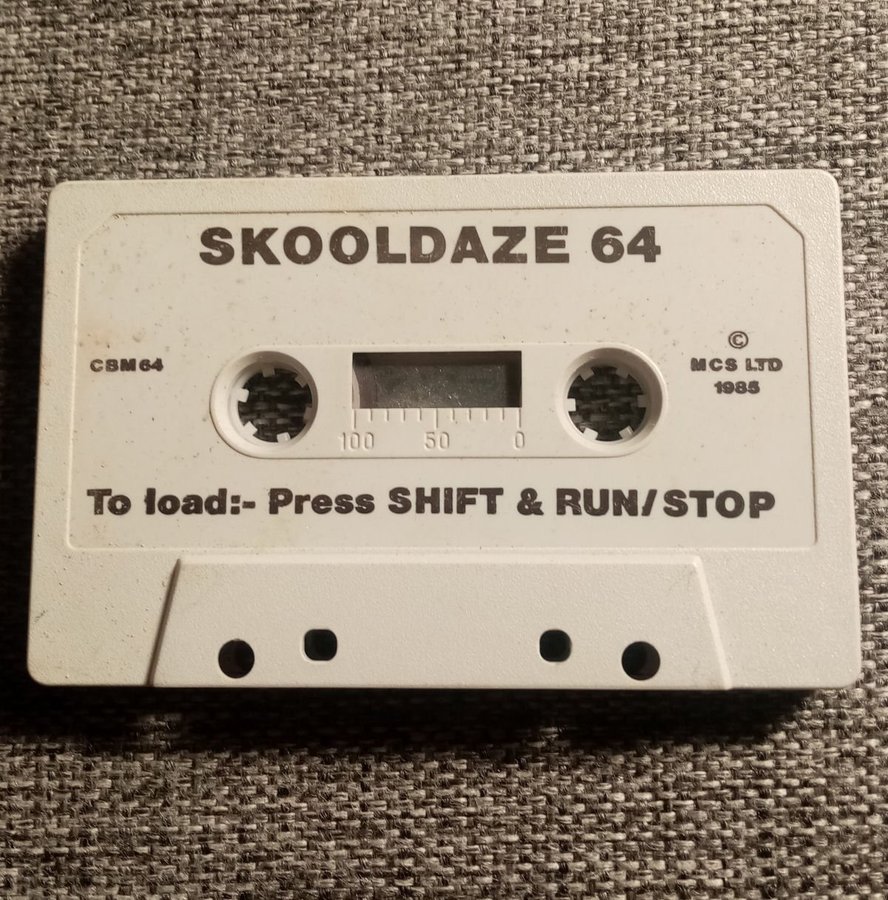 SKOOLDAZE 64
CBM64
©
MCS LTD
1985
100 50 0
To load:- Press SHIFT & RUN/STOP